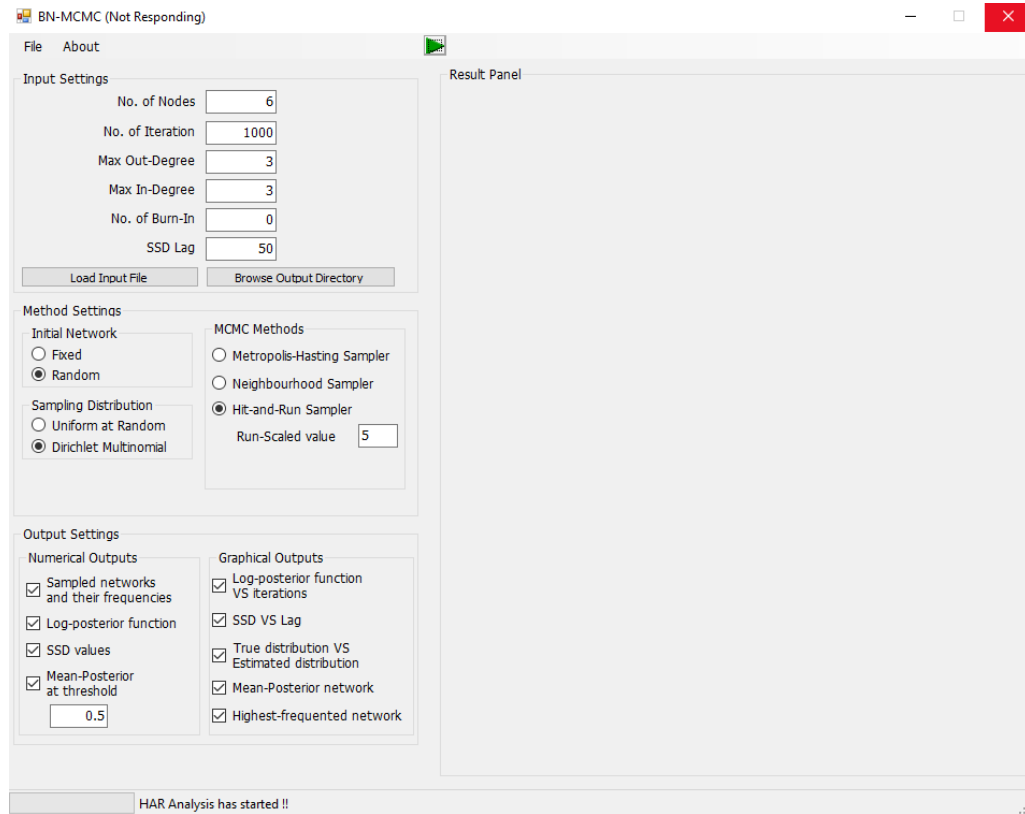 BN-MCMC (Not Responding)
File About
Input Settings
No. of Nodes 6
No. of Iteration 1000
Max Out-Degree 3
Max In-Degree 3
No. of Burn-In 0
SSD Lag 50
Load Input File Browse Output Directory
Method Settings
Initial Network
Fixed
Random
Sampling Distribution
Uniform at Random
Dirichlet Multinomial
MCMC Methods
Metropolis-Hasting Sampler
Neighbourhood Sampler
Hit-and-Run Sampler
Run-Scaled value 5
Output Settings
Numerical Outputs
Sampled networks
and their frequencies
Log-posterior function
SSD values
Mean-Posterior
at threshold
0.5
Graphical Outputs
Log-posterior function
VS iterations
SSD VS Lag
True distribution VS
Estimated distribution
Mean-Posterior network
Highest-frequented network
Result Panel
HAR Analysis has started !!